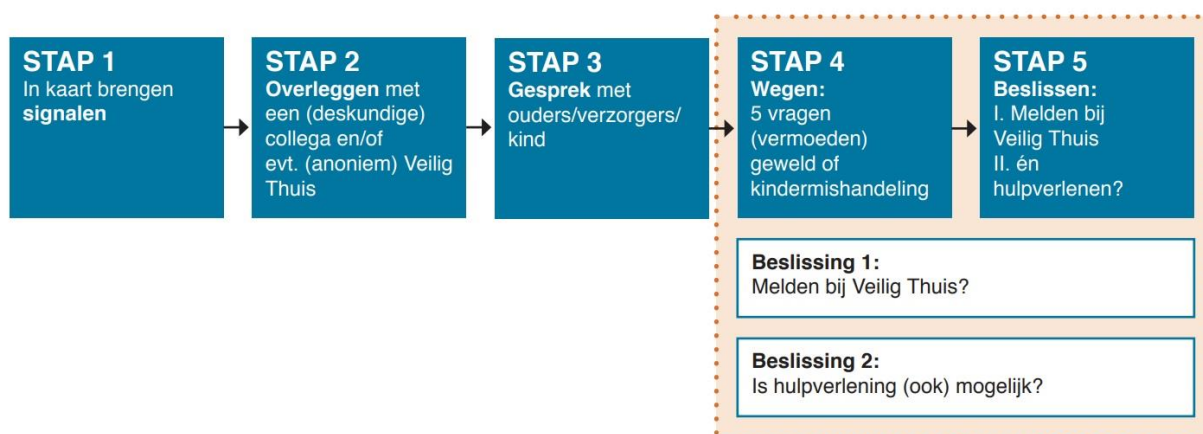 STAP 1
In kaart brengen
signalen
STAP 2
Overleggen met
een (deskundige)
collega en/of
evt. (anoniem) Veilig
Thuis
STAP 3
Gesprek met
ouders/verzorgers/
kind
STAP 4
Wegen:
5 vragen
(vermoeden)
geweld of
kindermishandeling
STAP 5
Beslissen:
I. Melden bij
Veilig Thuis
II. én
hulpverlenen?
Beslissing 1:
Melden bij Veilig Thuis?
Beslissing 2:
Is hulpverlening (ook) mogelijk?